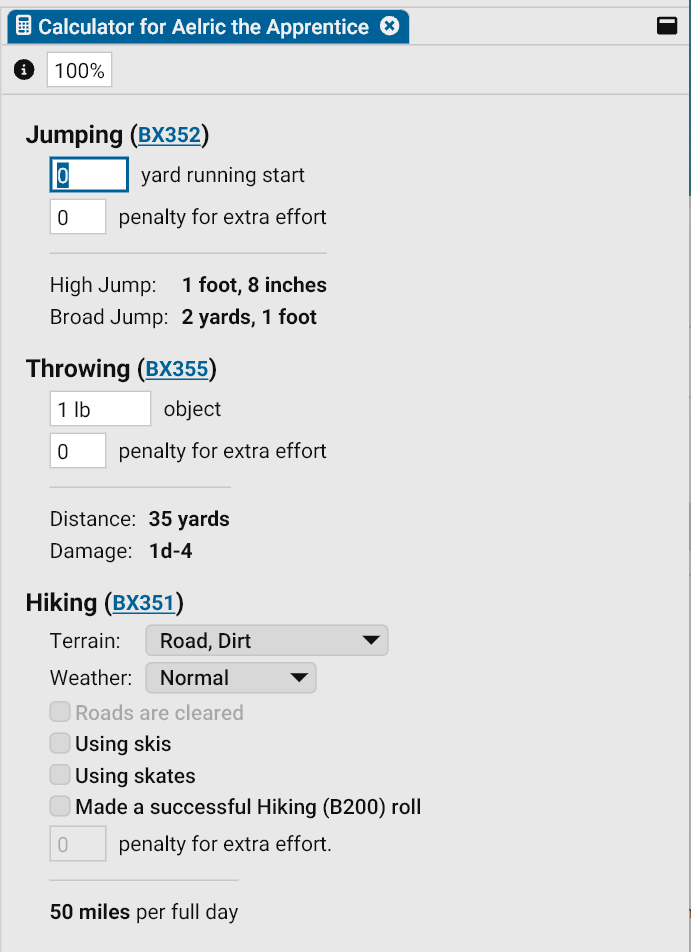 Calculator for Aelric the Apprentice
100%
Jumping (BX352)
0 yard running start
0 penalty for extra effort
High Jump: 1 foot, 8 inches
Broad Jump: 2 yards, 1 foot
Throwing (BX355)
1 lb object
0 penalty for extra effort
Distance: 35 yards
Damage: 1d-4
Hiking (BX351)
Terrain: Road, Dirt
Weather: Normal
Roads are cleared
Using skis
Using skates
Made a successful Hiking (B200) roll
0 penalty for extra effort.
50 miles per full day